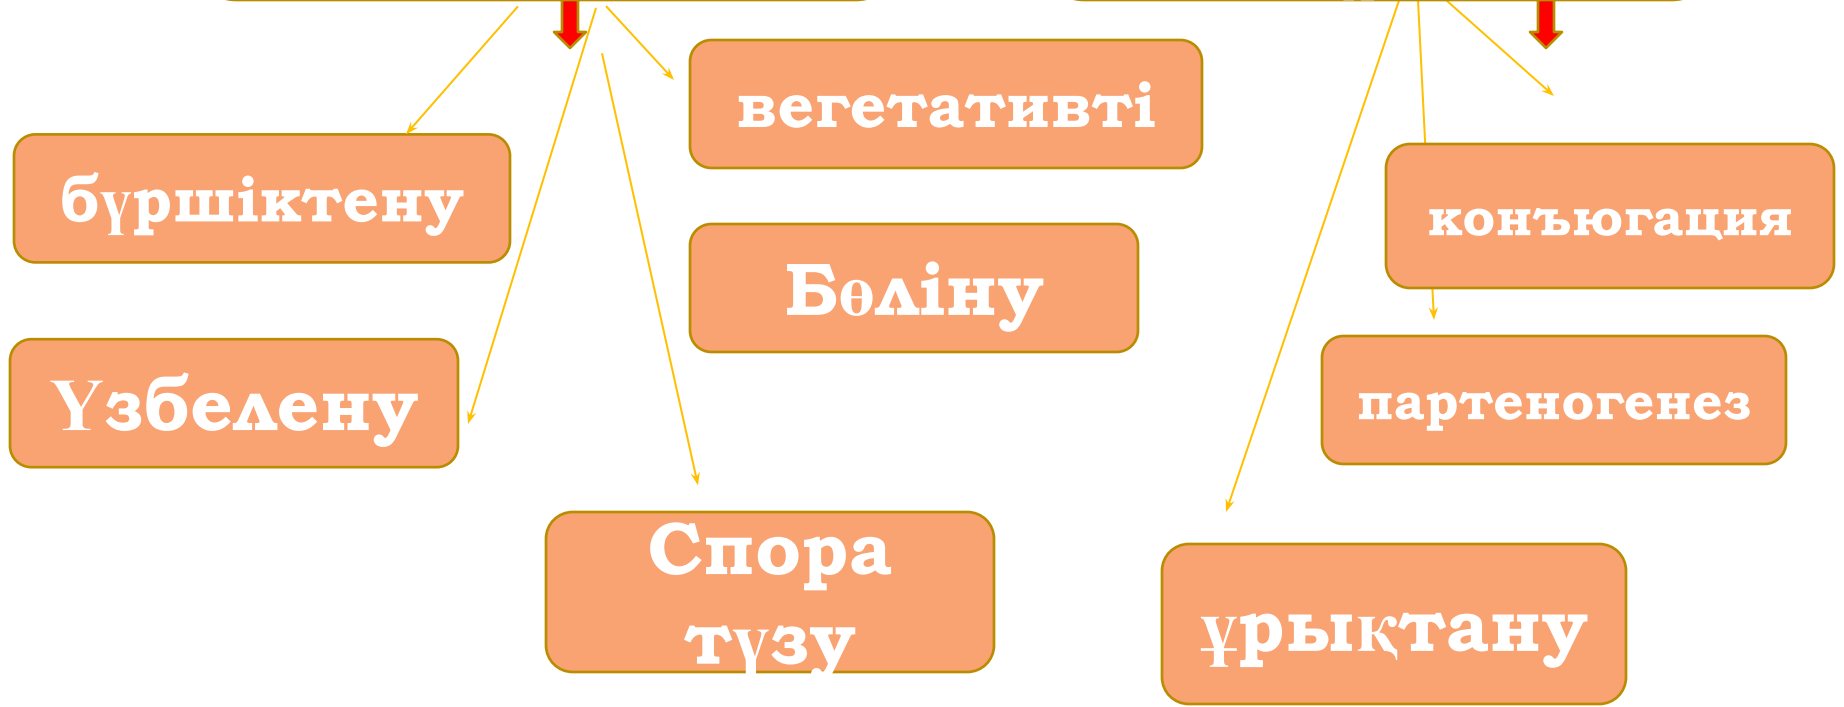 вегетативті
бүршіктену
конъюгация
Бөліну
Үзбелену
партеногенез
Спора
түзу
ұрықтану